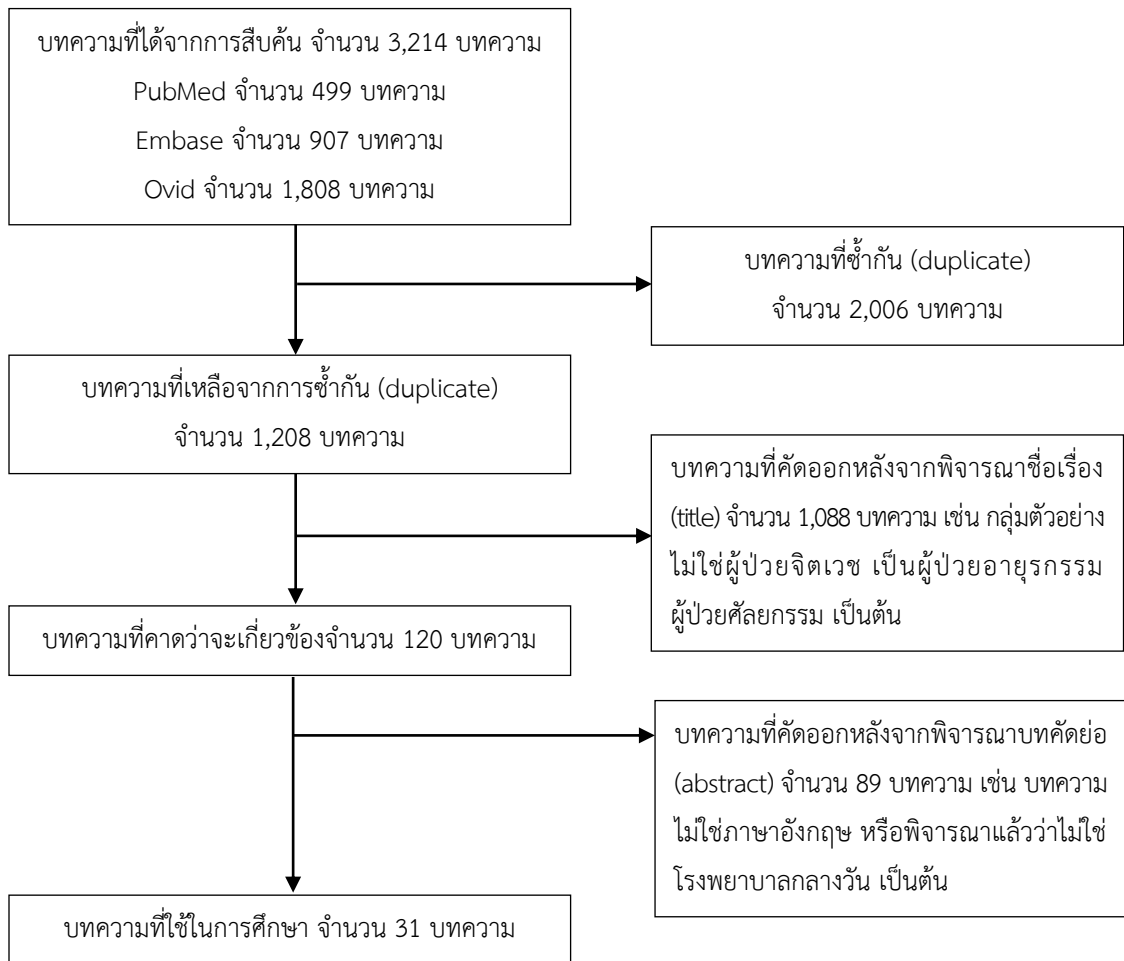 บทความที่ได้จากการสืบค้น จำนวน 3,214 บทความ
PubMed จำนวน 499 บทความ
Embase จำนวน 907 บทความ
Ovid จำนวน 1,808 บทความ
บทความที่ซ้ำกัน (duplicate)
จำนวน 2,006 บทความ
บทความที่เหลือจากการซ้ำกัน (duplicate)
จำนวน 1,208 บทความ
บทความที่คัดออกหลังจากพิจารณาชื่อเรื่อง
(title) จำนวน 1,088 บทความ เช่น กลุ่มตัวอย่าง
ไม่ใช่ผู้ป่วยจิตเวช เป็นผู้ป่วยอายุรกรรม
ผู้ป่วยศัลยกรรม เป็นต้น
บทความที่คาดว่าจะเกี่ยวข้องจำนวน 120 บทความ
บทความที่คัดออกหลังจากพิจารณาบทคัดย่อ
(abstract) จำนวน 89 บทความ เช่น บทความ
ไม่ใช่ภาษาอังกฤษ หรือพิจารณาแล้วว่าไม่ใช่
โรงพยาบาลกลางวัน เป็นต้น
บทความที่ใช้ในการศึกษา จำนวน 31 บทความ